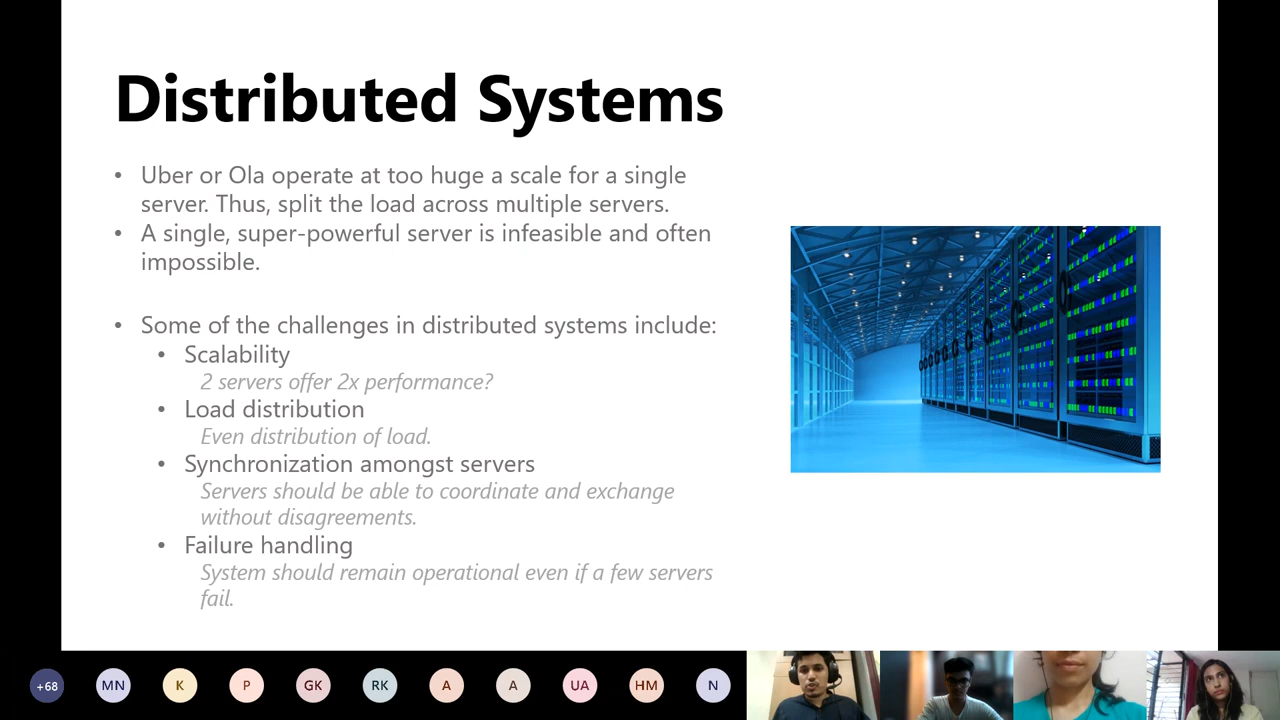 Distributed Systems
• Uber or Ola operate at too huge a scale for a single
server. Thus, split the load across multiple servers.
• A single, super-powerful server is infeasible and often
impossible.
• Some of the challenges in distributed systems include:
• Scalability
2 servers offer 2x performance?
• Load distribution
Even distribution of load.
• Synchronization amongst servers
Servers should be able to coordinate and exchange
without disagreements.
• Failure handling
System should remain operational even if a few servers
fail.
+68 MN K P GK RK A A UA HM N